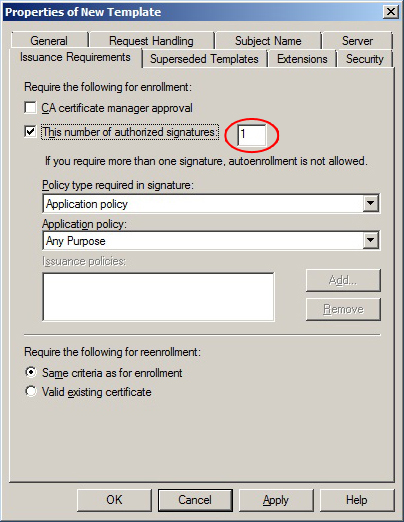 Properties of New Template
General Request Handling Subject Name Server
Issuance Requirements Superseded Templates Extensions Security
Require the following for enrollment:
CA certificate manager approval
This number of authorized signatures: 1
If you require more than one signature, autoenrollment is not allowed.
Policy type required in signature:
Application policy
Application policy:
Any Purpose
Issuance policies:
Add...
Remove
Require the following for reenrollment:
Same criteria as for enrollment
Valid existing certificate
OK Cancel Apply Help